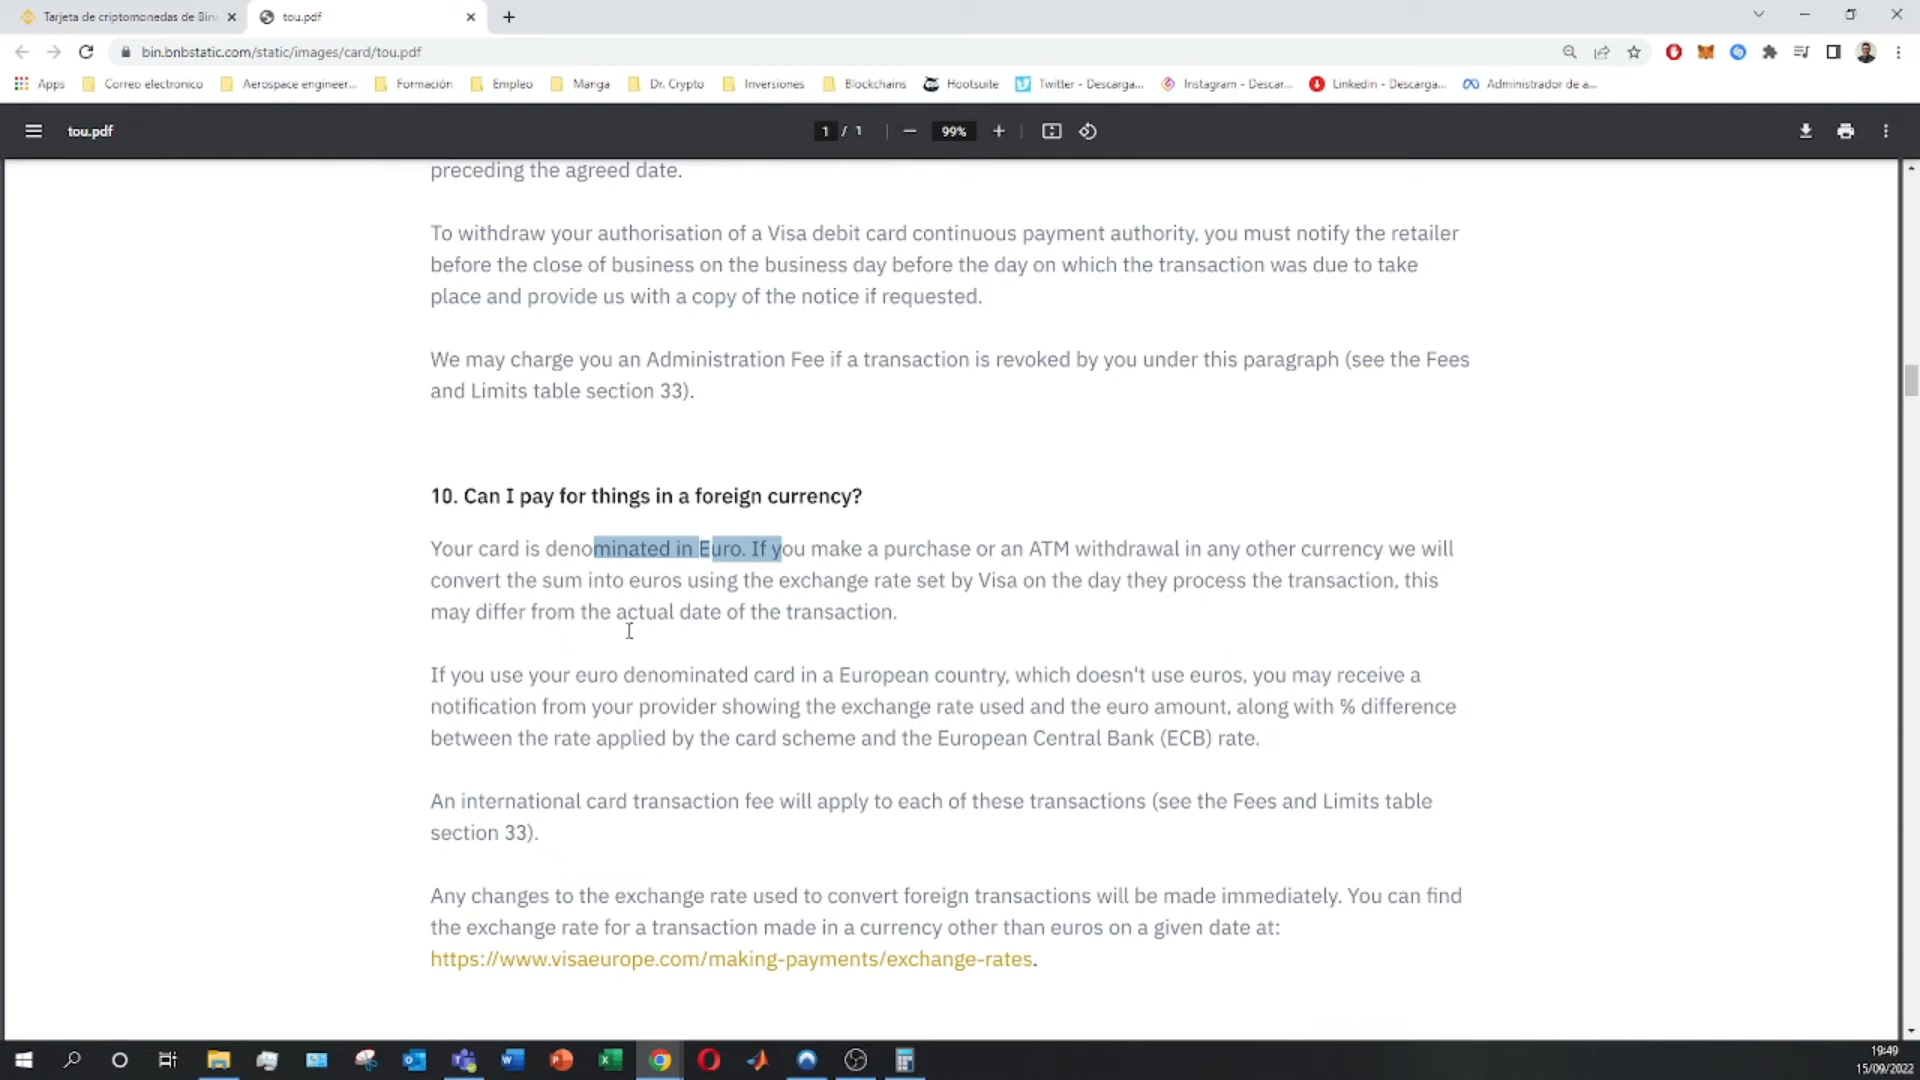 Tarjeta de criptomonedas de Bin
tou.pdf
bin.bnbstatic.com/static/images/card/tou.pdf
Apps
Correo electronico
Aerospace engineer...
Formación
Empleo
Manga
Dr. Crypto
Inversiones
Blockchains
Hootsuite
Twitter - Descarga...
Instagram - Descar...
Linkedin - Descarga...
Administrador de a...
tou.pdf
1 / 1
99%
preceding the agreed date.
To withdraw your authorisation of a Visa debit card continuous payment authority, you must notify the retailer
before the close of business on the business day before the day on which the transaction was due to take
place and provide us with a copy of the notice if requested.
We may charge you an Administration Fee if a transaction is revoked by you under this paragraph (see the Fees
and Limits table section 33).
10. Can I pay for things in a foreign currency?
Your card is denominated in Euro. If you make a purchase or an ATM withdrawal in any other currency we will
convert the sum into euros using the exchange rate set by Visa on the day they process the transaction, this
may differ from the actual date of the transaction.
If you use your euro denominated card in a European country, which doesn't use euros, you may receive a
notification from your provider showing the exchange rate used and the euro amount, along with % difference
between the rate applied by the card scheme and the European Central Bank (ECB) rate.
An international card transaction fee will apply to each of these transactions (see the Fees and Limits table
section 33).
Any changes to the exchange rate used to convert foreign transactions will be made immediately. You can find
the exchange rate for a transaction made in a currency other than euros on a given date at:
https://www.visaeurope.com/making-payments/exchange-rates.
19:49
15/09/2022